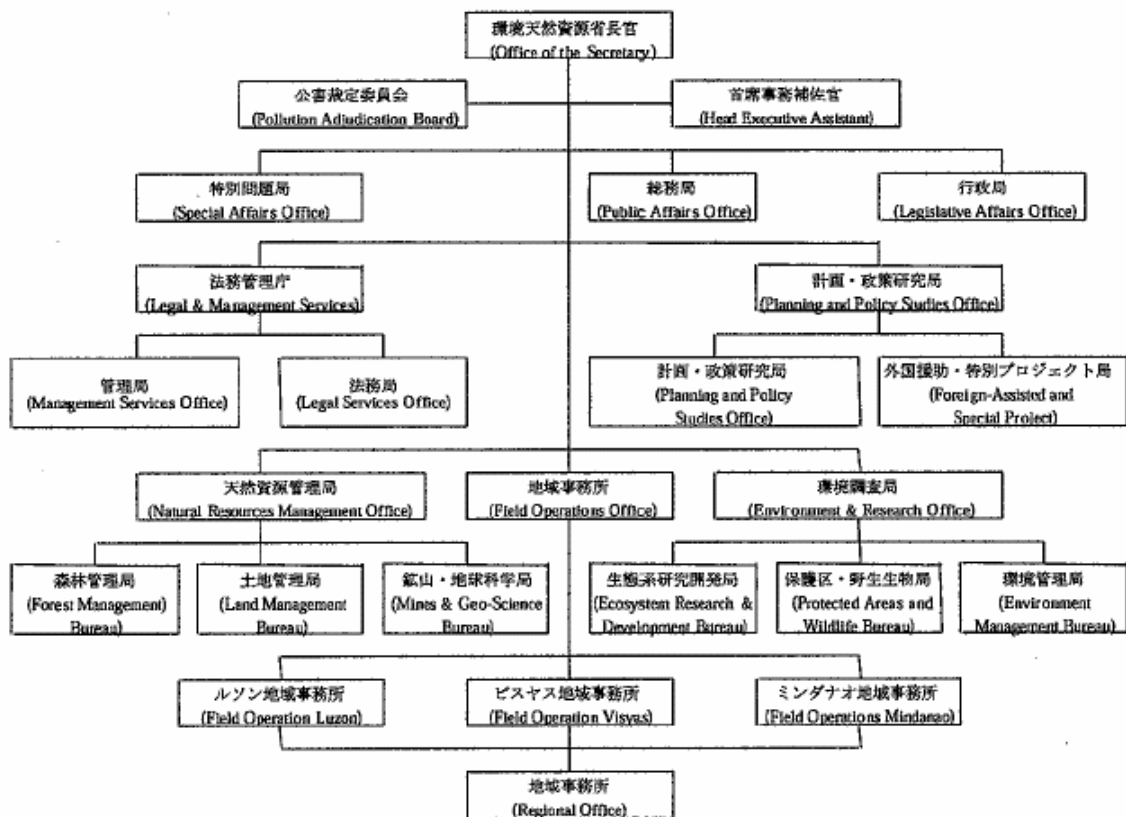 環境天然資源省長官
(Office of the Secretary)
公害裁定委員会
(Pollution Adjudication Board)
首席事務補佐官
(Head Executive Assistant)
特別問題局
(Special Affairs Office)
総務局
(Public Affairs Office)
行政局
(Legislative Affairs Office)
法務管理庁
(Legal & Management Services)
計画・政策研究局
(Planning and Policy Studies Office)
管理局
(Management Services Office)
法務局
(Legal Services Office)
計画・政策研究局
(Planning and Policy
Studies Office)
外国援助・特別プロジェクト局
(Foreign-Assisted and
Special Project)
天然資源管理局
(Natural Resources Management Office)
地域事務所
(Field Operations Office)
環境調査局
(Environment & Research Office)
森林管理局
(Forest Management)
Bureau)
土地管理局
(Land Management
Bureau)
鉱山・地球科学局
(Mines & Geo-Science
Bureau)
生態系研究開発局
(Ecosystem Research &
Development Bureau)
保護区・野生生物局
(Protected Areas and
Wildlife Bureau)
環境管理局
(Environment
Management Bureau)
ルソン地域事務所
(Field Operation Luzon)
ビスヤス地域事務所
(Field Operation Visyas)
ミンダナオ地域事務所
(Field Operations Mindanao)
地域事務所
(Regional Office)